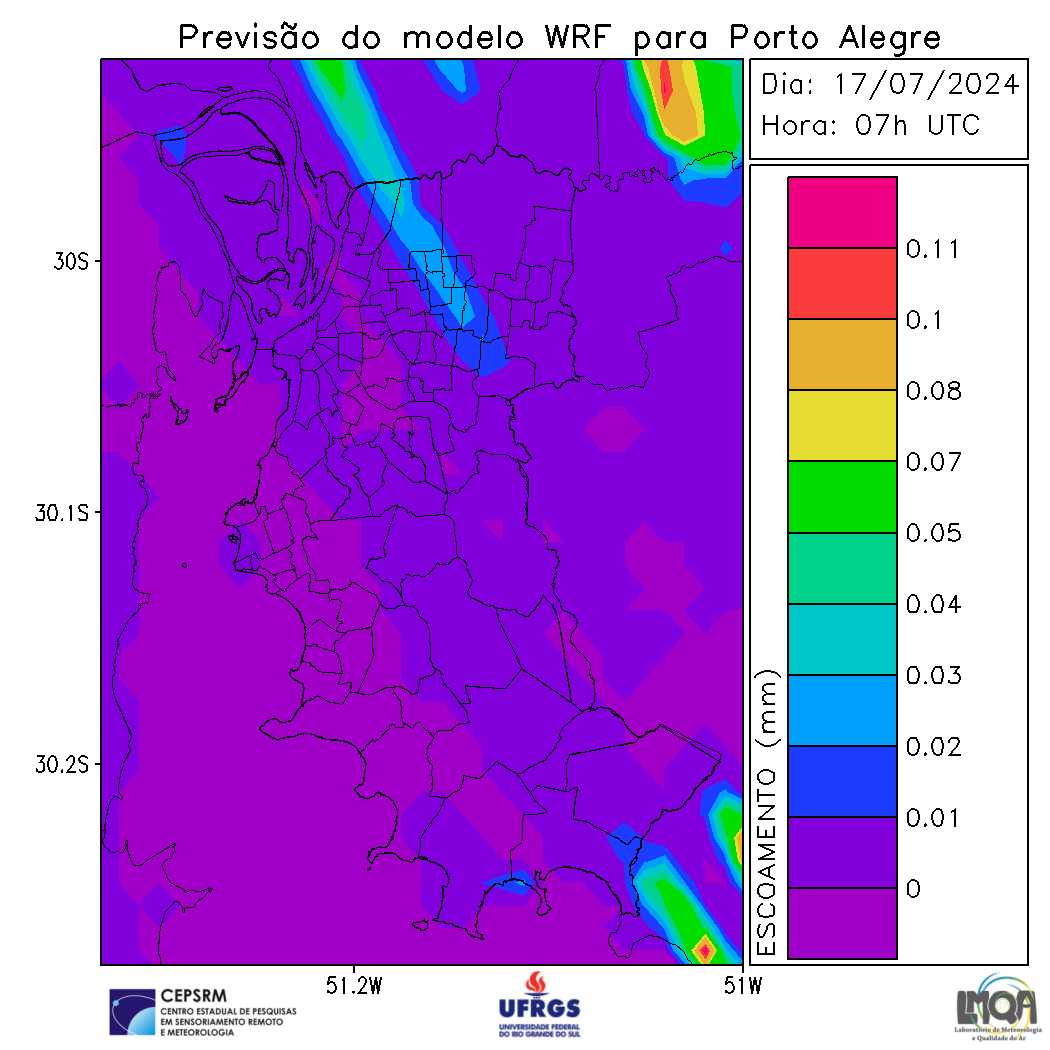 Previsão do modelo WRF para Porto Alegre
Dia: 17/07/2024
Hora: 07h UTC
30S
30.1S
30.2S
51.2W
51W
ESCOAMENTO (mm)
0.11
0.1
0.08
0.07
0.05
0.04
0.03
0.02
0.01
0
CEPSRM
CENTRO ESTADUAL DE PESQUISAS
EM SENSORIAMENTO REMOTO
E METEOROLOGIA
UFRGS
UNIVERSIDADE FEDERAL
DO RIO GRANDE DO SUL
LMQA
Laboratório de Meteorologia
e Qualidade do Ar